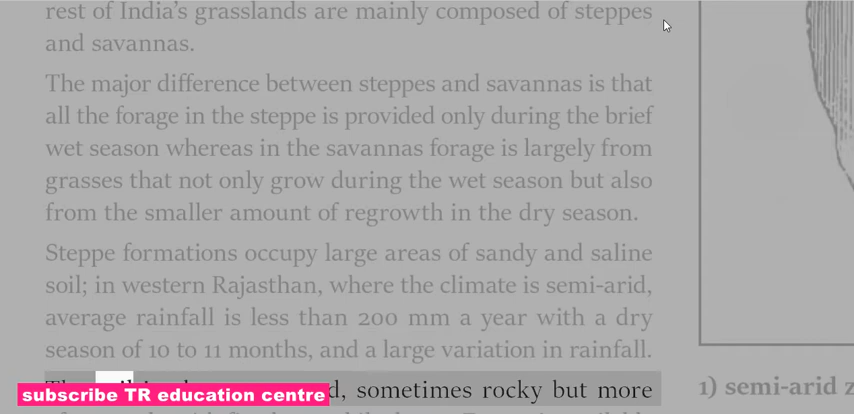 rest of India's grasslands are mainly composed of steppes
and savannas.
The major difference between steppes and savannas is that
all the forage in the steppe is provided only during the brief
wet season whereas in the savannas forage is largely from
grasses that not only grow during the wet season but also
from the smaller amount of regrowth in the dry season.
Steppe formations occupy large areas of sandy and saline
soil; in western Rajasthan, where the climate is semi-arid,
average rainfall is less than 200 mm a year with a dry
season of 10 to 11 months, and a large variation in rainfall.
sometimes rocky but more
subscribe TR education centre
1) semi-arid